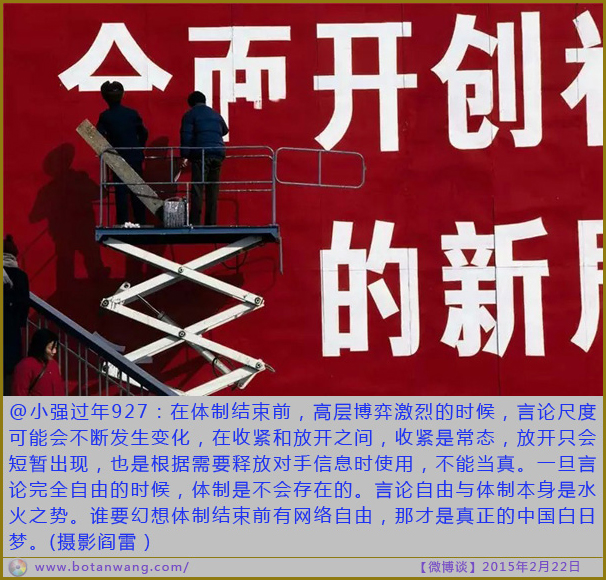 全面开创
的新
@小强过年927：在体制结束前，高层博弈激烈的时候，言论尺度
可能会不断发生变化，在收紧和放开之间，收紧是常态，放开只会
短暂出现，也是根据需要释放对手信息时使用，不能当真。一旦言
论完全自由的时候，体制是不会存在的。言论自由与体制本身是水
火之势。谁要幻想体制结束前有网络自由，那才是真正的中国白日
梦。(摄影阎雷 )
www.botanwang.com/ 【微博谈】2015年2月22日